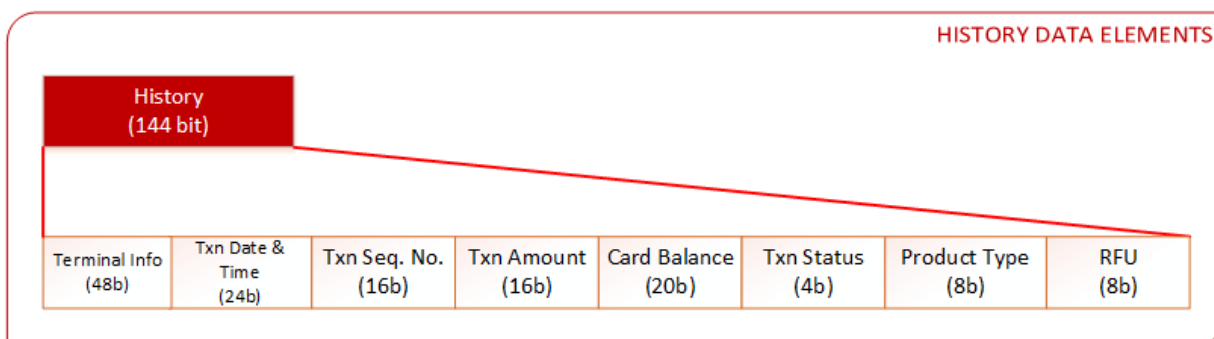 HISTORY DATA ELEMENTS
History
(144 bit)
Terminal Info
(48b)
Txn Date &
Time
(24b)
Txn Seq. No.
(16b)
Txn Amount
(16b)
Card Balance
(20b)
Txn Status
(4b)
Product Type
(8b)
RFU
(8b)